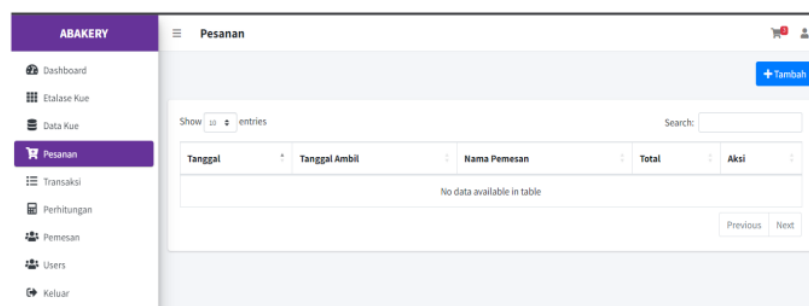 ABAKERY
Pesanan
Dashboard
Etalase Kue
Data Kue
Pesanan
Transaksi
Perhitungan
Pemesan
Users
Keluar
+Tambah
Show 10 entries
Search:
Tanggal Tanggal Ambil Nama Pemesan Total Aksi
No data available in table
Previous Next